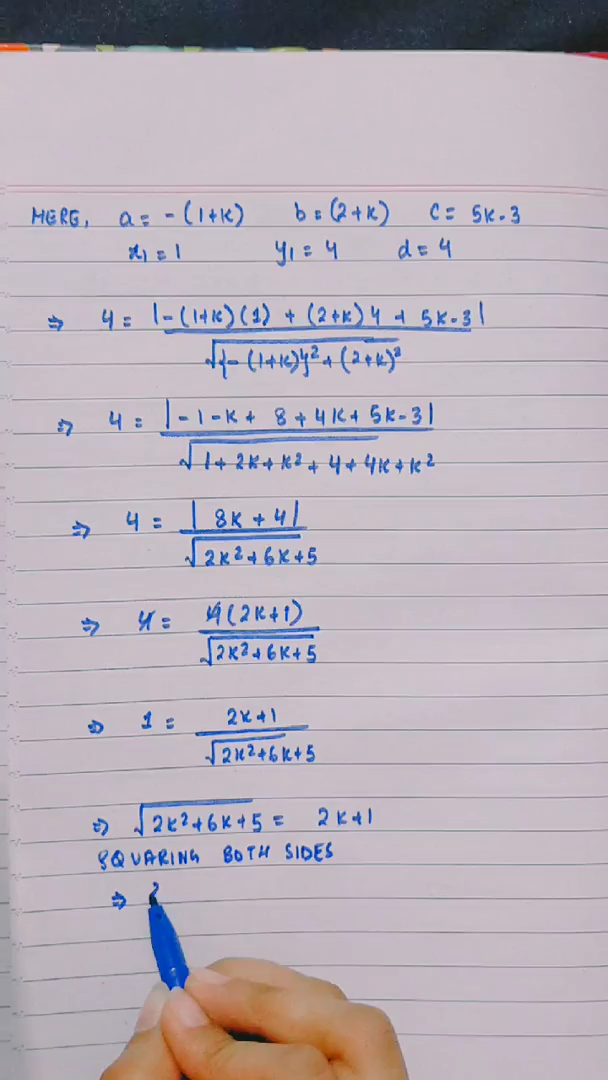 HERE, a = -(1+K) b = (2+K) c = 5K-3
x₁ = 1 y₁ = 4 d = 4
⇒ 4 = |-(1+K)(1) + (2+K)4 + 5K-3| / √{-(1+K)}² + (2+K)²
⇒ 4 = |-1-K + 8+4K+5K-3| / √1+2K+K²+4+4K+K²
⇒ 4 = |8K+4| / √2K²+6K+5
⇒ 4 = 4(2K+1) / √2K²+6K+5
⇒ 1 = 2K+1 / √2K²+6K+5
⇒ √2K²+6K+5 = 2K+1
SQUARING BOTH SIDES
⇒